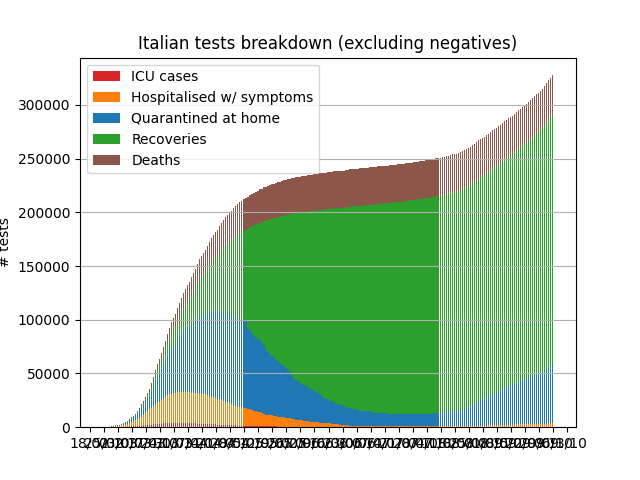 Italian tests breakdown (excluding negatives)
ICU cases
Hospitalised w/ symptoms
Quarantined at home
Recoveries
Deaths
# tests
300000
250000
200000
150000
100000
50000
0